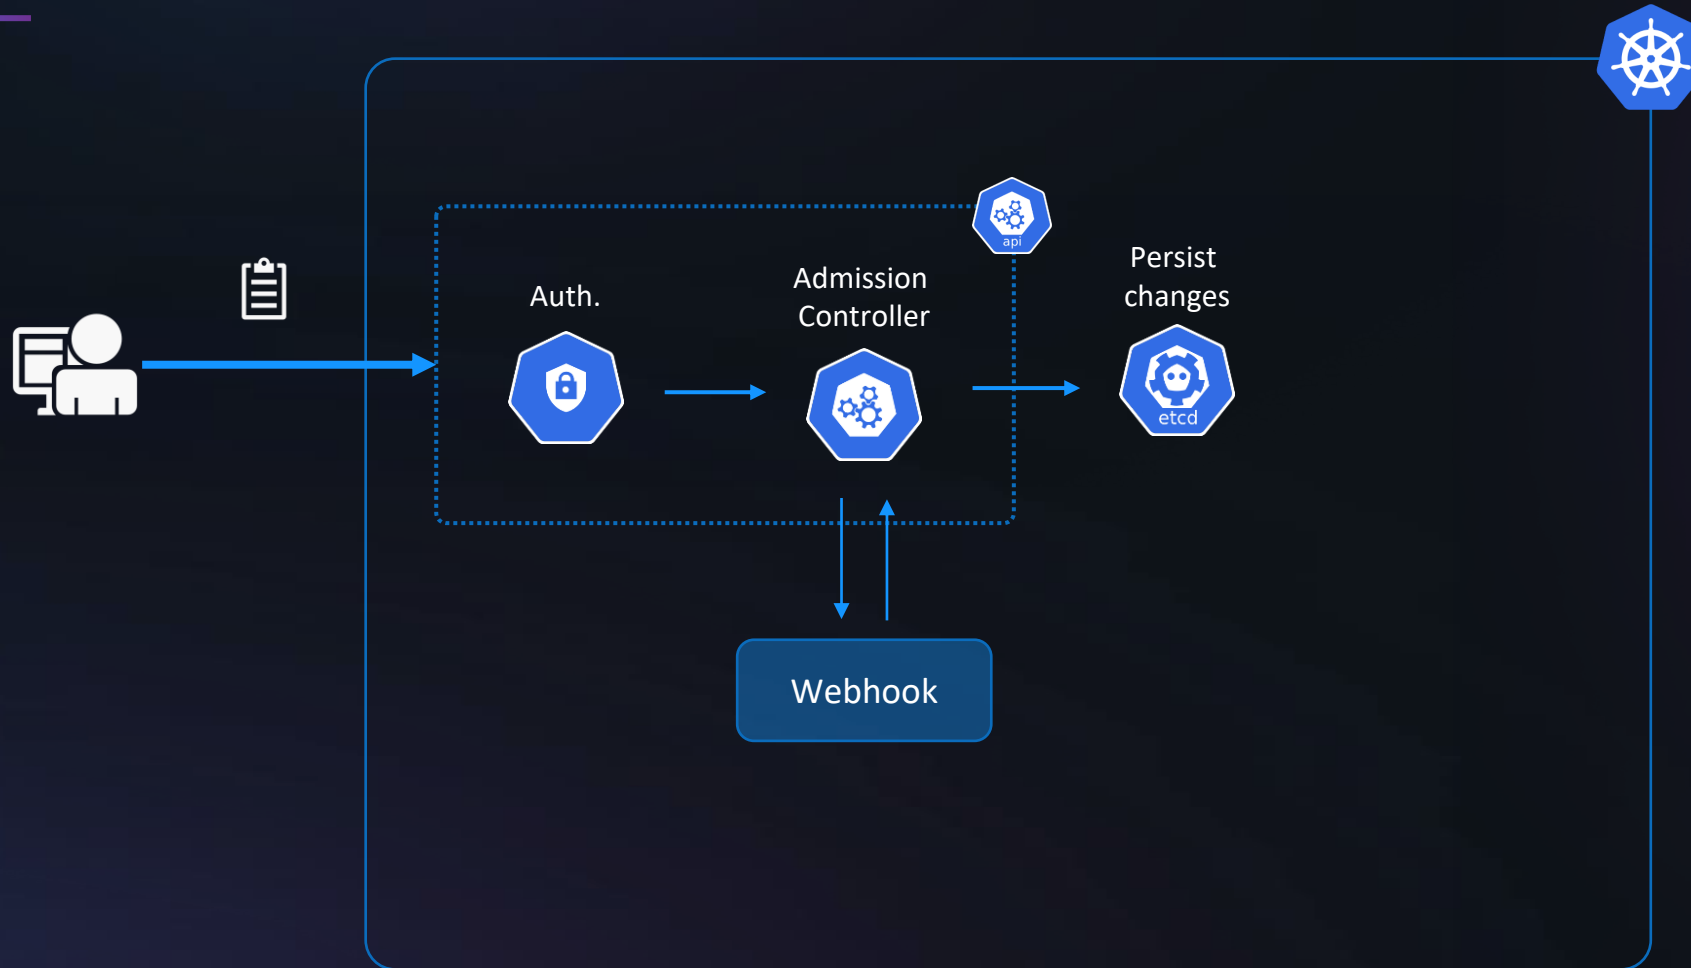 api
Persist
changes
Admission
Controller
Auth.
etcd
Webhook